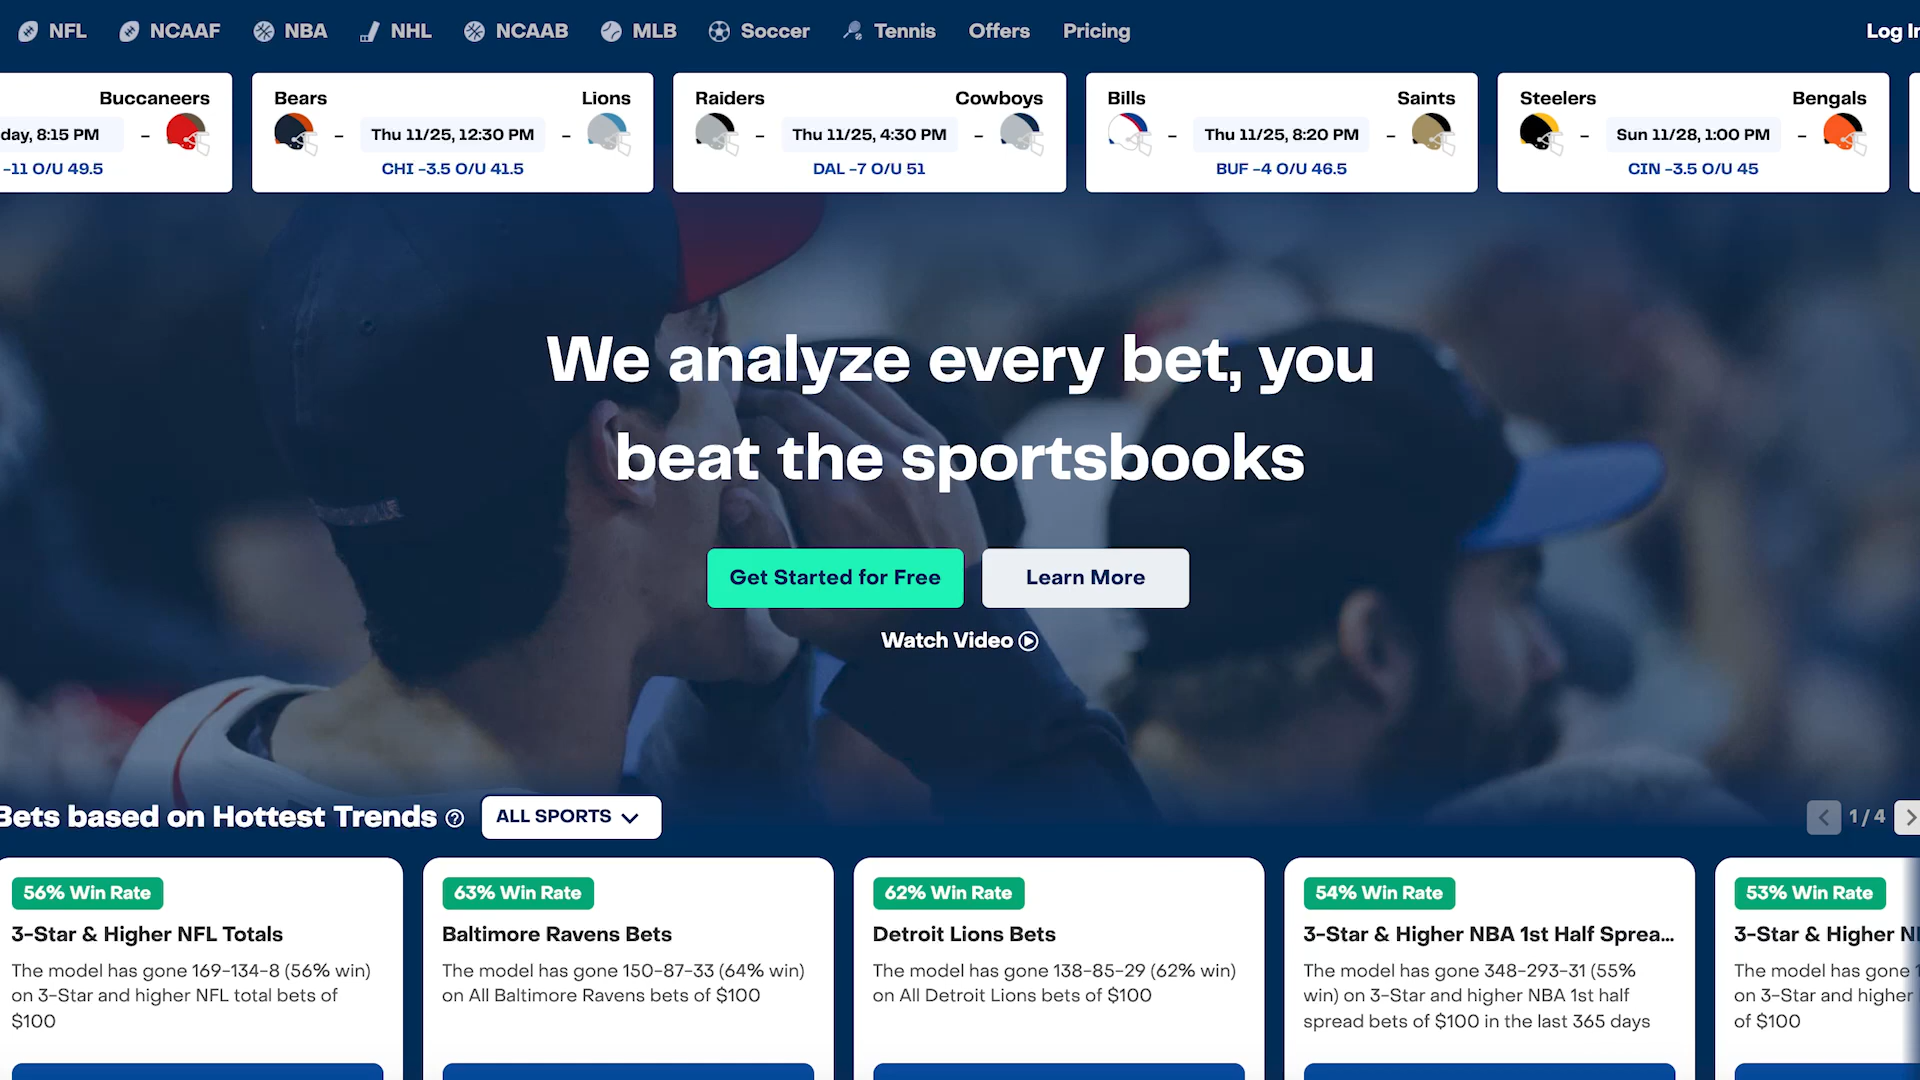 NFL NCAAF NBA NHL NCAAB MLB Soccer Tennis Offers Pricing Log In
Buccaneers
day, 8:15 PM –
-11 O/U 49.5
Bears Lions
– Thu 11/25, 12:30 PM –
CHI -3.5 O/U 41.5
Raiders Cowboys
– Thu 11/25, 4:30 PM –
DAL -7 O/U 51
Bills Saints
– Thu 11/25, 8:20 PM –
BUF -4 O/U 46.5
Steelers Bengals
– Sun 11/28, 1:00 PM –
CIN -3.5 O/U 45
We analyze every bet, you
beat the sportsbooks
Get Started for Free Learn More
Watch Video
Bets based on Hottest Trends ALL SPORTS 1 / 4
56% Win Rate
3-Star & Higher NFL Totals
The model has gone 169-134-8 (56% win)
on 3-Star and higher NFL total bets of
$100
63% Win Rate
Baltimore Ravens Bets
The model has gone 150-87-33 (64% win)
on All Baltimore Ravens bets of $100
62% Win Rate
Detroit Lions Bets
The model has gone 138-85-29 (62% win)
on All Detroit Lions bets of $100
54% Win Rate
3-Star & Higher NBA 1st Half Sprea...
The model has gone 348-293-31 (55%
win) on 3-Star and higher NBA 1st half
spread bets of $100 in the last 365 days
53% Win Rate
3-Star & Higher
The model has gone
on 3-Star and higher
of $100